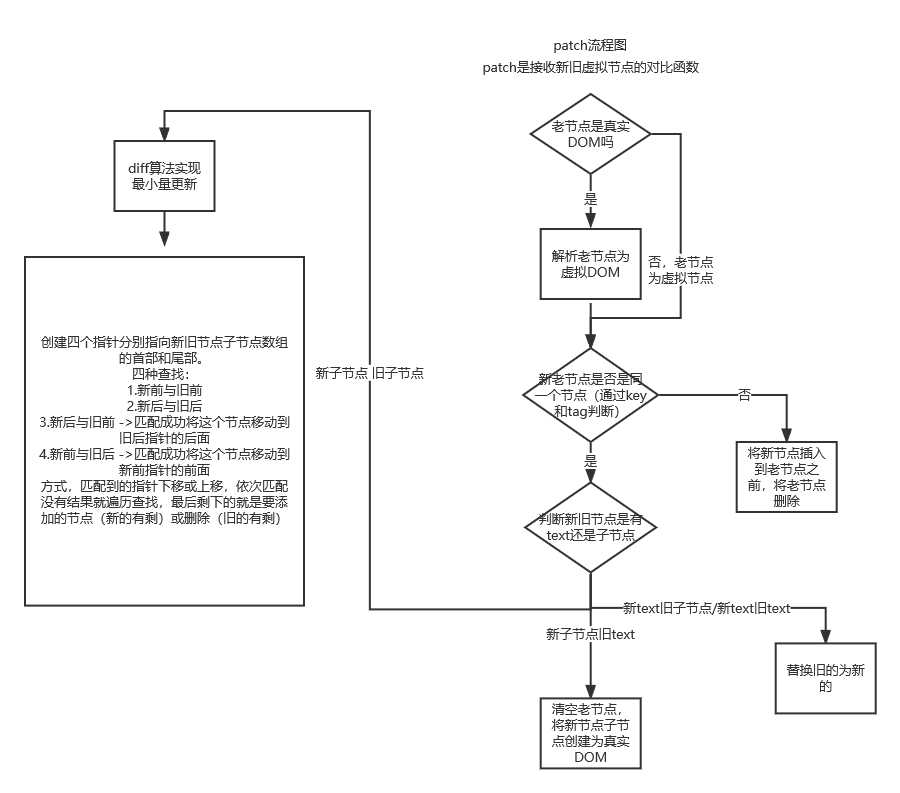 patch流程图
patch是接收新旧虚拟节点的对比函数
老节点是真实
DOM吗
是
解析老节点为
虚拟DOM
否，老节点
为虚拟节点
新老节点是否是同
一个节点（通过key
和tag判断）
否
将新节点插入
到老节点之
前，将老节点
删除
是
判断新旧节点是有
text还是子节点
新text旧子节点/新text旧text
替换旧的为新
的
新子节点旧text
清空老节点，
将新节点子节
点创建为真实
DOM
新子节点 旧子节点
diff算法实现
最小量更新
创建四个指针分别指向新旧节点子节点数组
的首部和尾部。
四种查找：
1.新前与旧前
2.新后与旧后
3.新后与旧前 ->匹配成功将这个节点移动到
旧后指针的后面
4.新前与旧后 ->匹配成功将这个节点移动到
新前指针的前面
方式，匹配到的指针下移或上移，依次匹配
没有结果就遍历查找，最后剩下的就是要添
加的节点（新的有剩）或删除（旧的有剩）